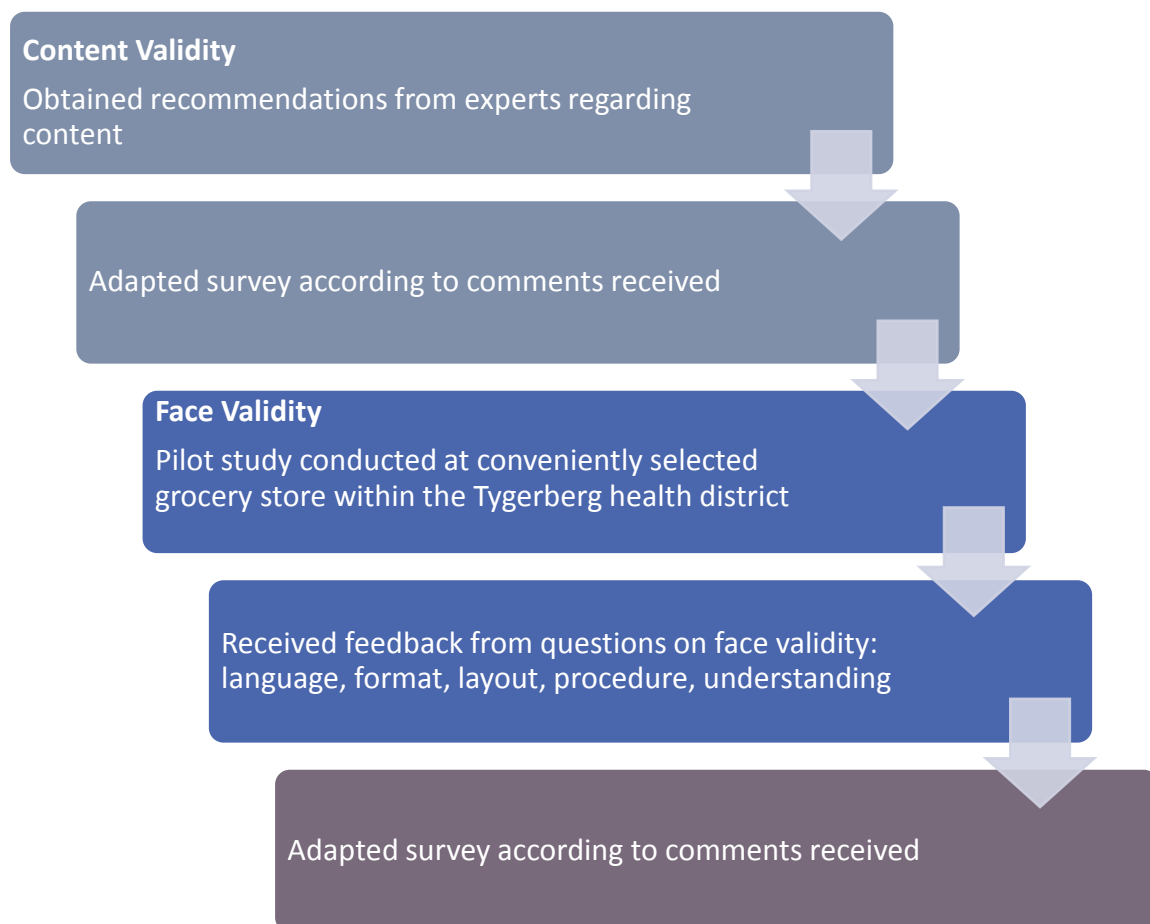 Content Validity
Obtained recommendations from experts regarding
content
Adapted survey according to comments received
Face Validity
Pilot study conducted at conveniently selected
grocery store within the Tygerberg health district
Received feedback from questions on face validity:
language, format, layout, procedure, understanding
Adapted survey according to comments received